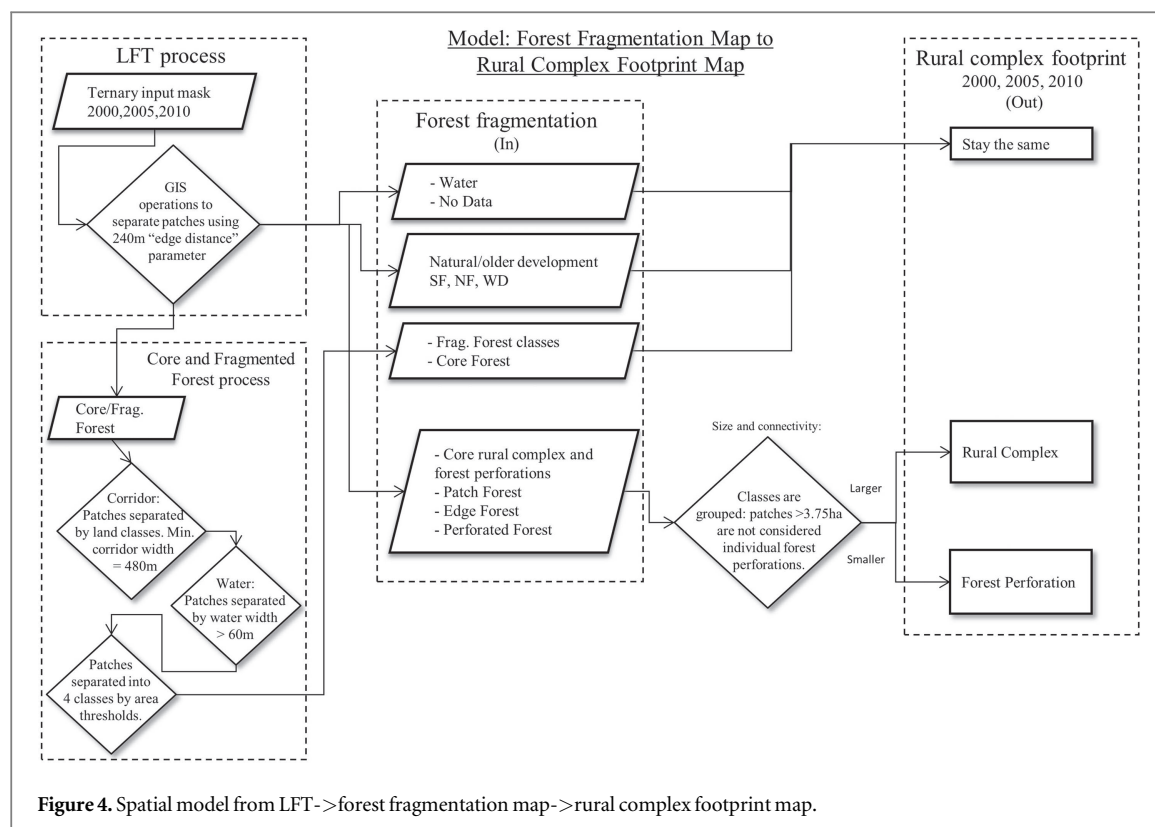 Model: Forest Fragmentation Map to
Rural Complex Footprint Map
LFT process
Ternary input mask
2000,2005,2010
GIS
operations to
separate patches using
240m “edge distance”
parameter
Core and Fragmented
Forest process
Core/Frag.
Forest
Corridor:
Patches separated
by land classes. Min.
corridor width
= 480m
Water:
Patches separated
by water width
> 60m
Patches
separated into
4 classes by area
thresholds.
Forest fragmentation
(In)
- Water
- No Data
Natural/older development
SF, NF, WD
- Frag. Forest classes
- Core Forest
- Core rural complex and
forest perforations
- Patch Forest
- Edge Forest
- Perforated Forest
Size and connectivity:
Classes are
grouped: patches >3.75ha
are not considered
individual forest
perforations.
Larger
Smaller
Rural complex footprint
2000, 2005, 2010
(Out)
Stay the same
Rural Complex
Forest Perforation
Figure 4. Spatial model from LFT->forest fragmentation map->rural complex footprint map.